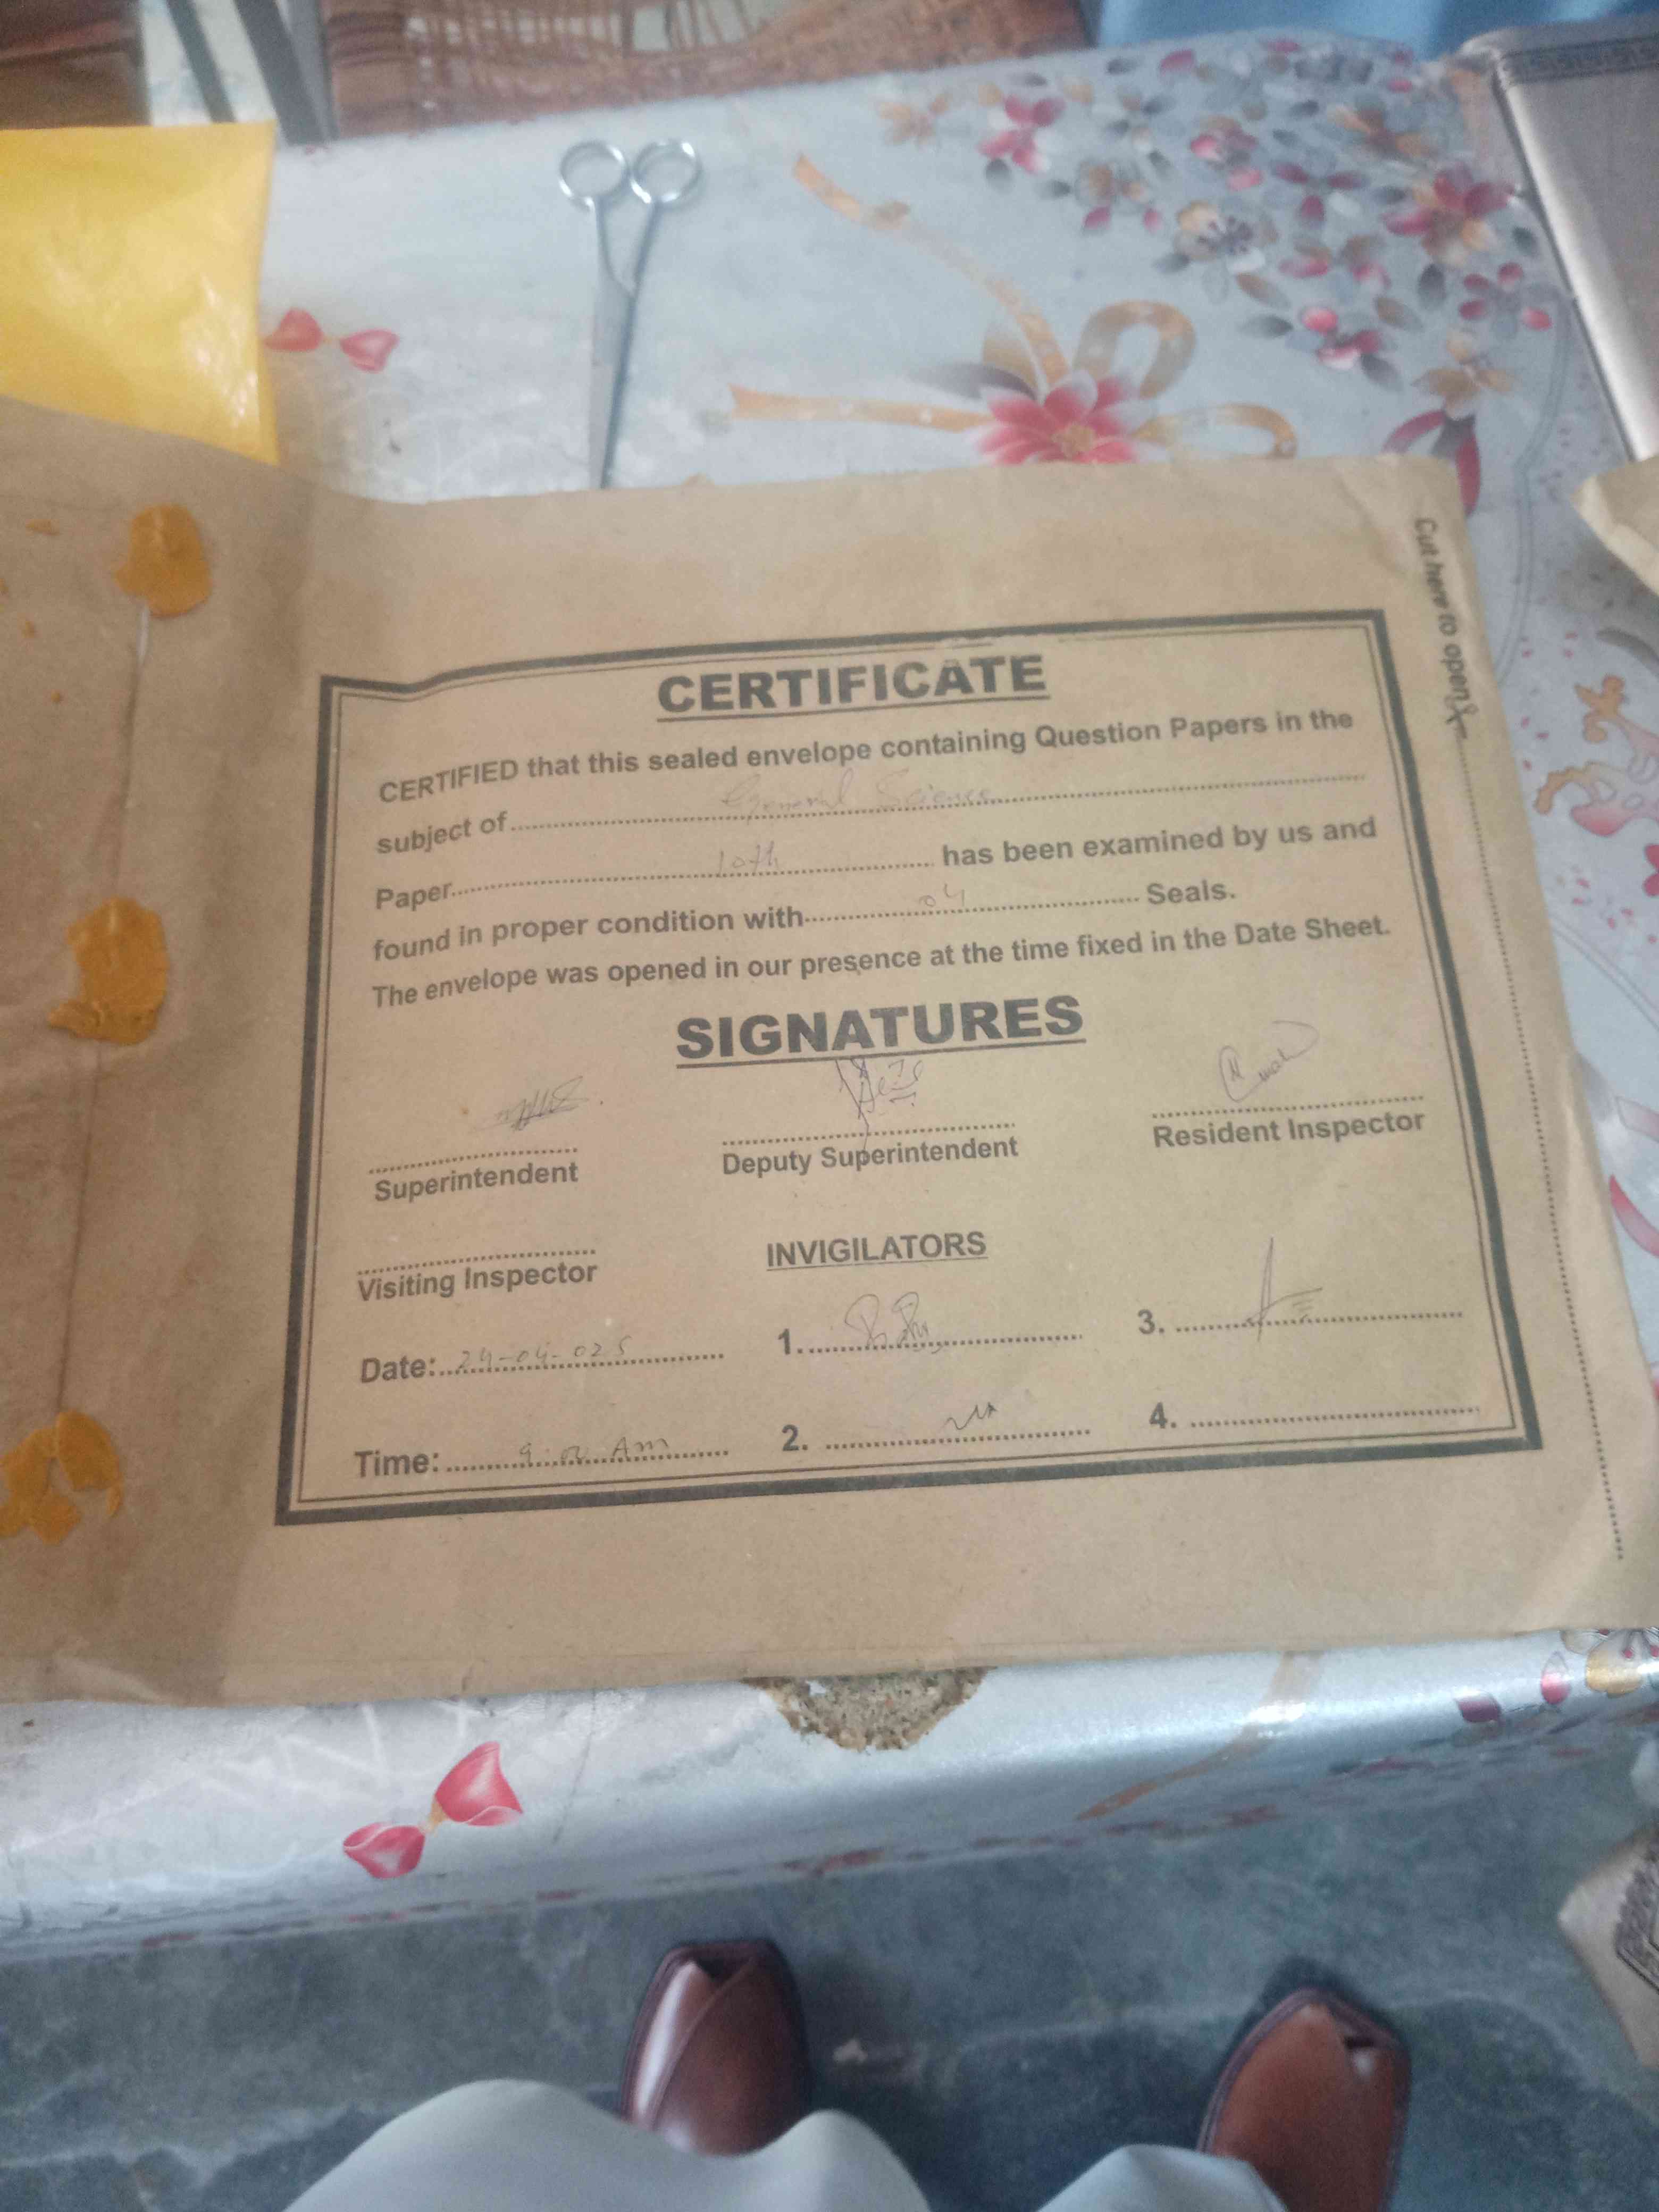 Cut here to open
CERTIFICATE
CERTIFIED that this sealed envelope containing Question Papers in the
subject of General Science
Paper 10th has been examined by us and
found in proper condition with 04 Seals.
The envelope was opened in our presence at the time fixed in the Date Sheet.
SIGNATURES
Superintendent Deputy Superintendent Resident Inspector
Visiting Inspector INVIGILATORS
Date: 24-04-025 1. 3.
Time: 9:00 AM 2. 4.